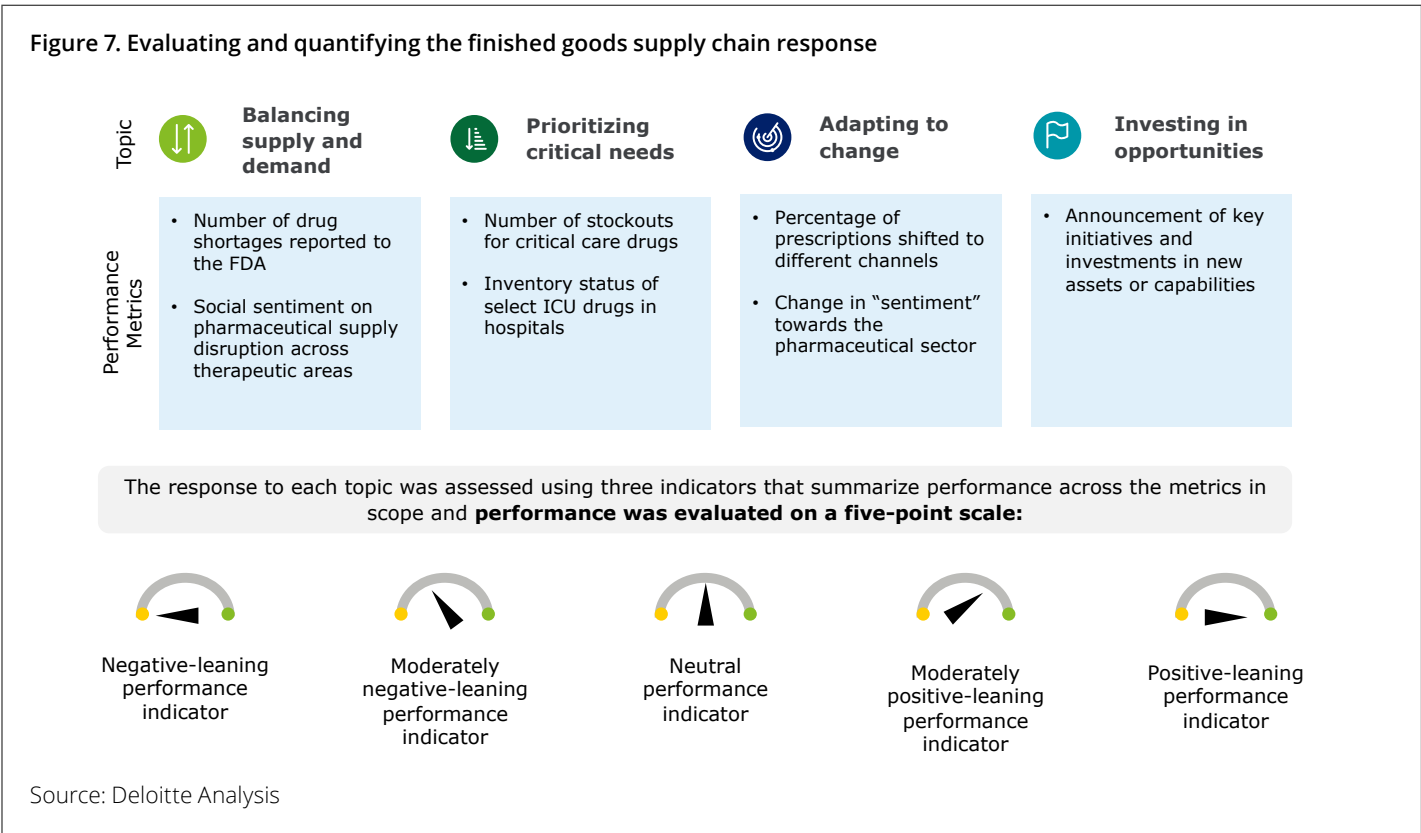 Figure 7. Evaluating and quantifying the finished goods supply chain response
Topic
Balancing
supply and
demand
Prioritizing
critical needs
Adapting to
change
Investing in
opportunities
Performance
Metrics
• Number of drug
shortages reported to
the FDA
• Social sentiment on
pharmaceutical supply
disruption across
therapeutic areas
• Number of stockouts
for critical care drugs
• Inventory status of
select ICU drugs in
hospitals
• Percentage of
prescriptions shifted to
different channels
• Change in “sentiment”
towards the
pharmaceutical sector
• Announcement of key
initiatives and
investments in new
assets or capabilities
The response to each topic was assessed using three indicators that summarize performance across the metrics in
scope and performance was evaluated on a five-point scale:
Negative-leaning
performance
indicator
Moderately
negative-leaning
performance
indicator
Neutral
performance
indicator
Moderately
positive-leaning
performance
indicator
Positive-leaning
performance
indicator
Source: Deloitte Analysis